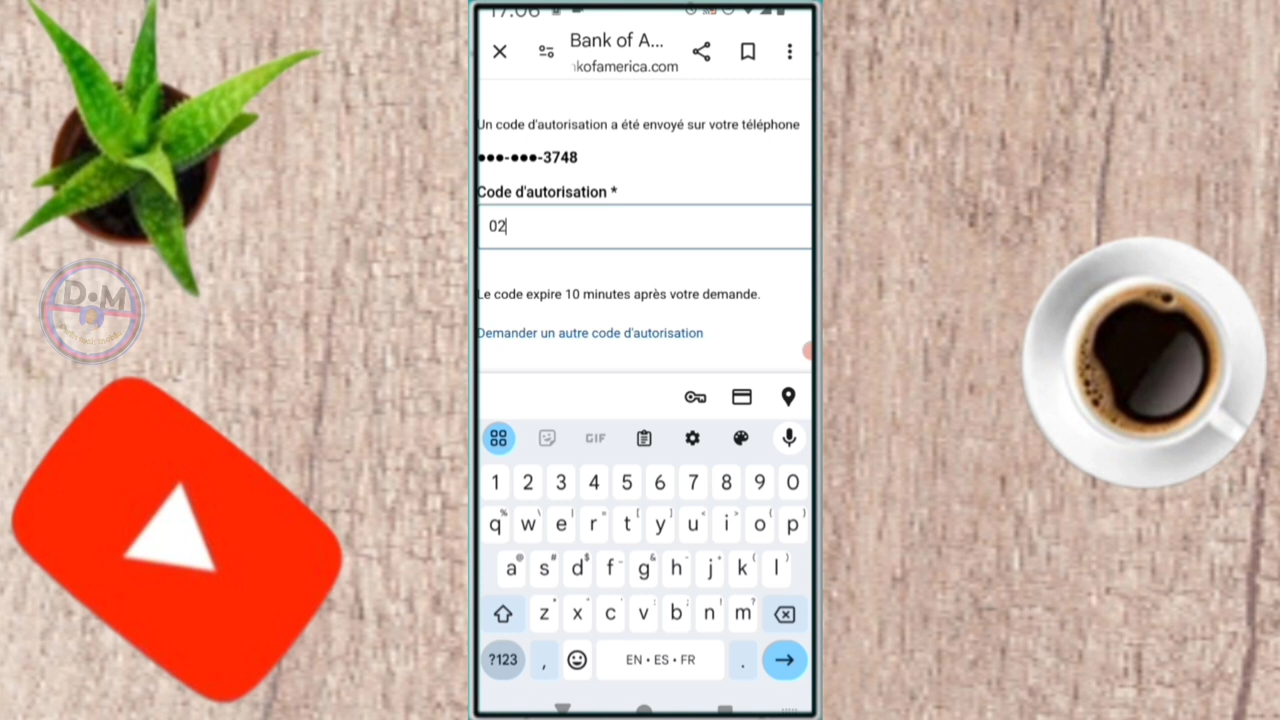 17:06
Bank of A...
nkofamerica.com
Un code d'autorisation a été envoyé sur votre téléphone
●●●-●●●-3748
Code d'autorisation *
02
Le code expire 10 minutes après votre demande.
Demander un autre code d'autorisation
GIF
1 2 3 4 5 6 7 8 9 0
q w e r t y u i o p
a s d f g h j k l
z x c v b n m
?123 , EN • ES • FR .
D•M